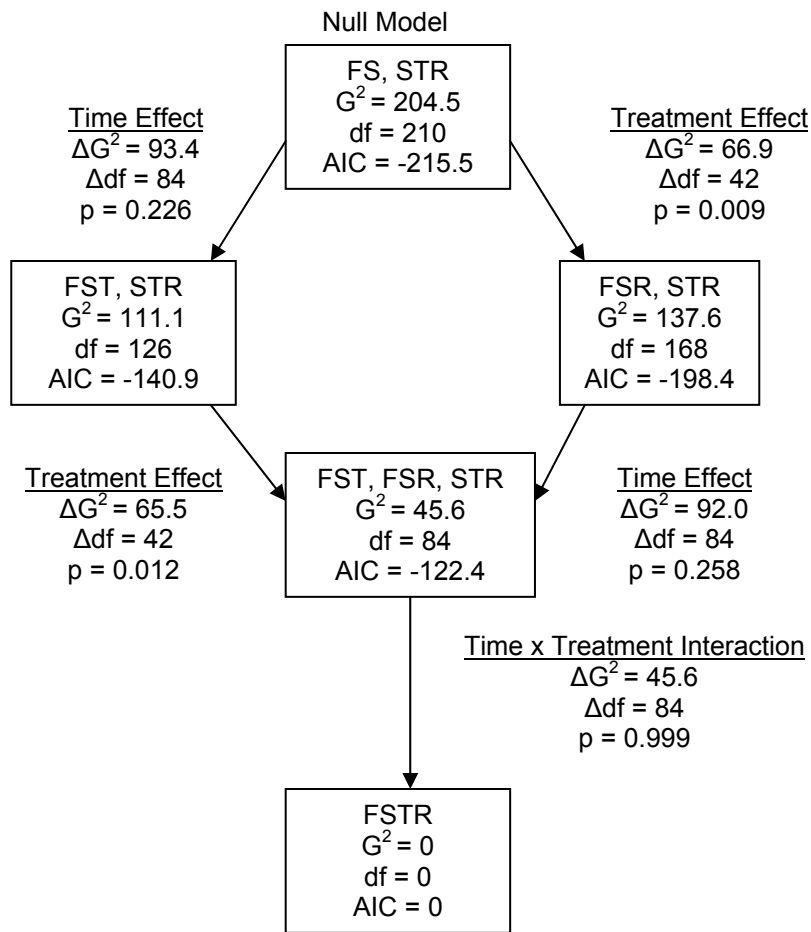 Null Model
FS, STR
G² = 204.5
df = 210
AIC = -215.5
Time Effect
ΔG² = 93.4
Δdf = 84
p = 0.226
Treatment Effect
ΔG² = 66.9
Δdf = 42
p = 0.009
FST, STR
G² = 111.1
df = 126
AIC = -140.9
FSR, STR
G² = 137.6
df = 168
AIC = -198.4
Treatment Effect
ΔG² = 65.5
Δdf = 42
p = 0.012
FST, FSR, STR
G² = 45.6
df = 84
AIC = -122.4
Time Effect
ΔG² = 92.0
Δdf = 84
p = 0.258
Time x Treatment Interaction
ΔG² = 45.6
Δdf = 84
p = 0.999
FSTR
G² = 0
df = 0
AIC = 0